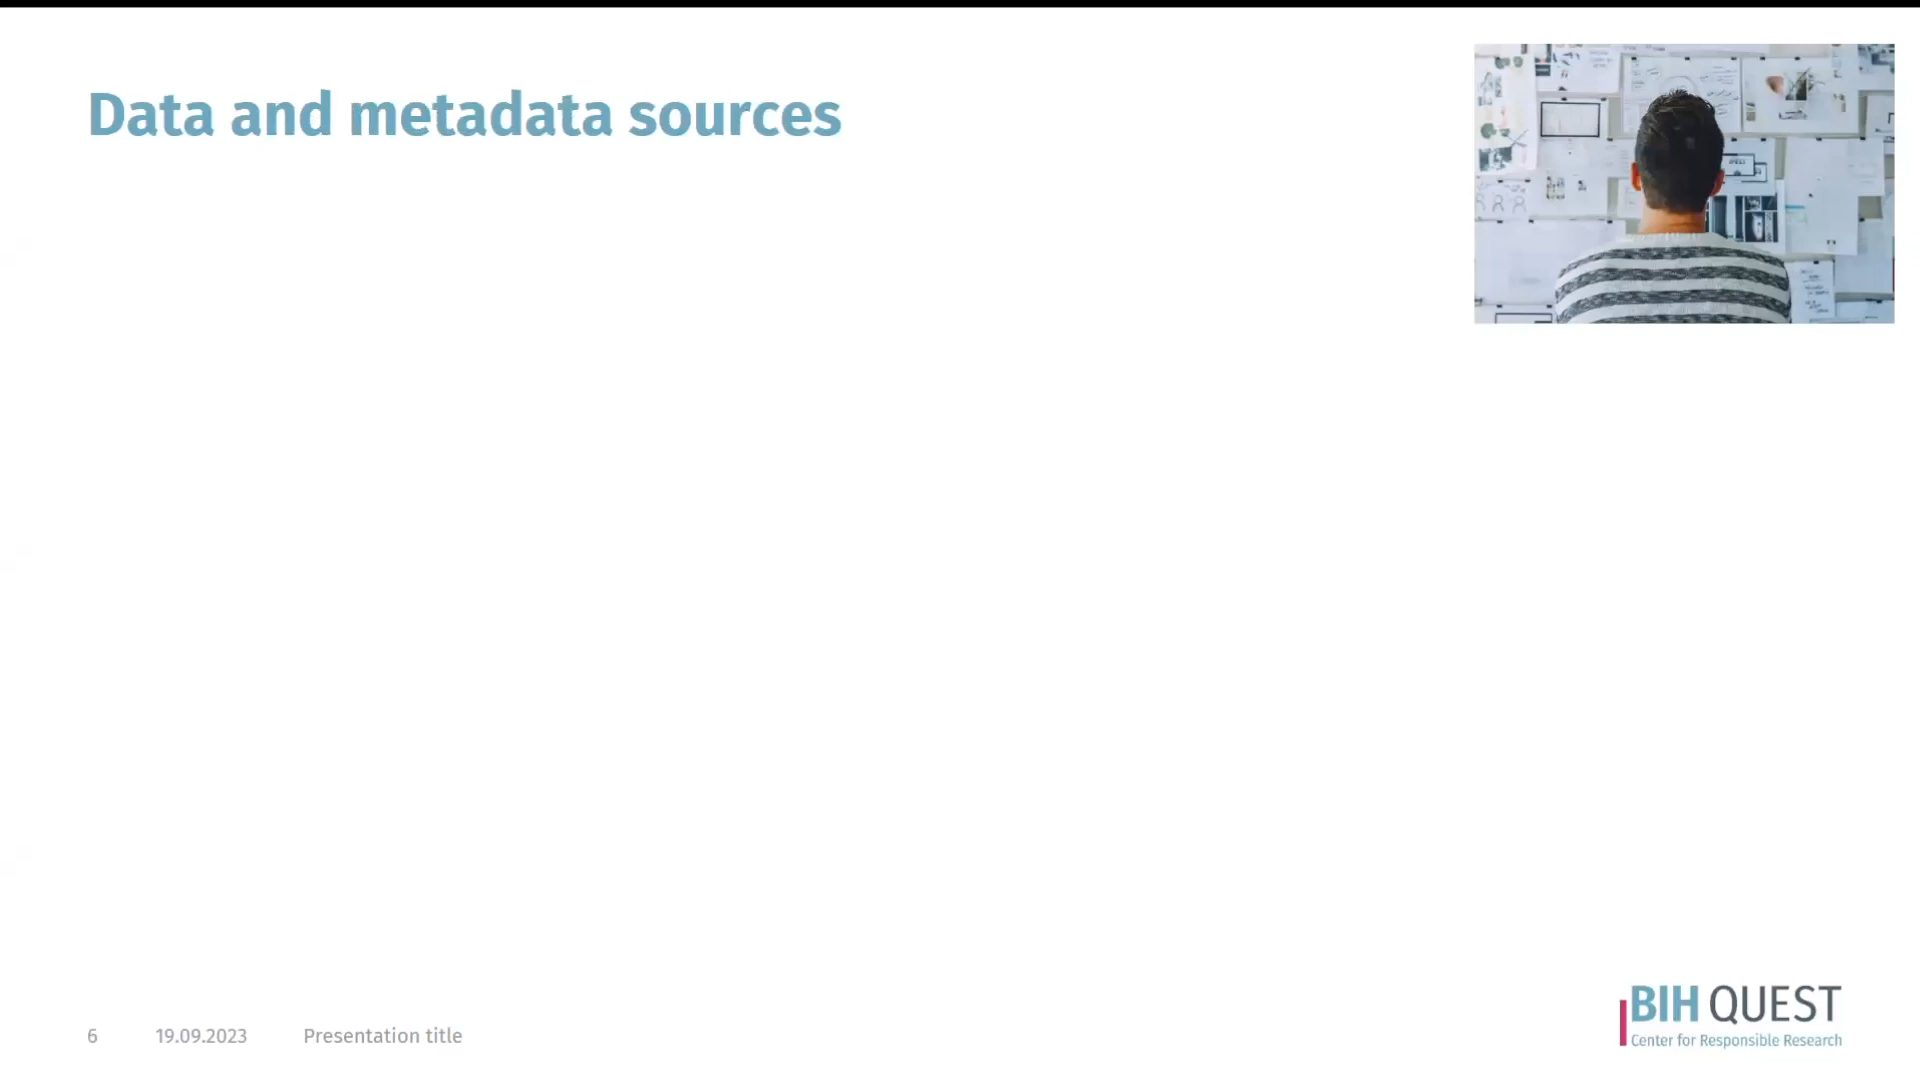 Data and metadata sources
6 19.09.2023 Presentation title
BIH QUEST
Center for Responsible Research